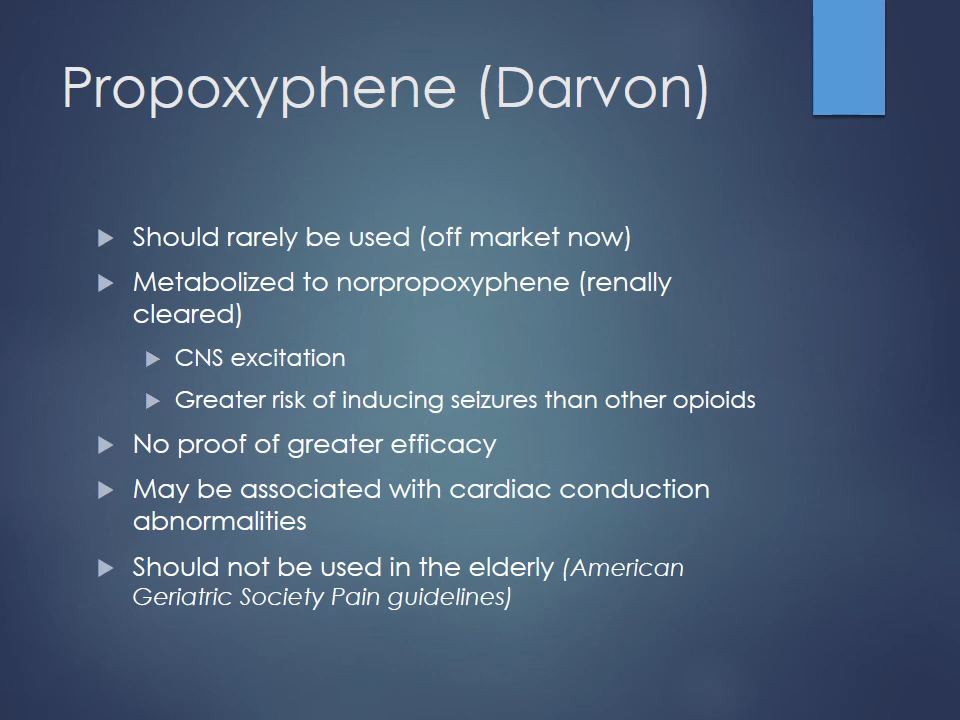 Propoxyphene (Darvon)
Should rarely be used (off market now)
Metabolized to norpropoxyphene (renally
cleared)
CNS excitation
Greater risk of inducing seizures than other opioids
No proof of greater efficacy
May be associated with cardiac conduction
abnormalities
Should not be used in the elderly (American
Geriatric Society Pain guidelines)